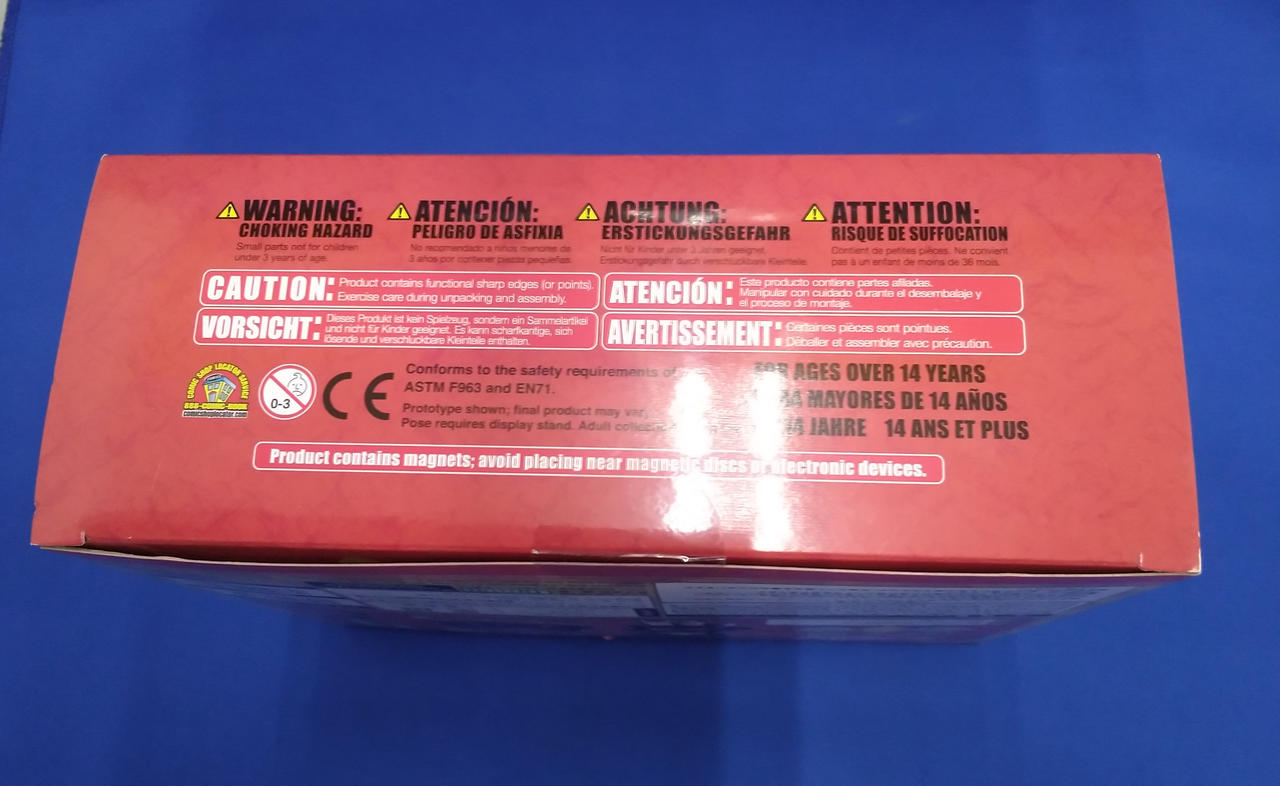 WARNING:
CHOKING HAZARD
Small parts not for children
under 3 years of age.
ATENCIÓN:
PELIGRO DE ASFIXIA
No recomendado a niños menores de
3 años por contener piezas pequeñas.
ACHTUNG:
ERSTICKUNGSGEFAHR
Nicht für Kinder unter 3 Jahren geeignet.
Erstickungsgefahr durch verschluckbare Kleinteile.
ATTENTION:
RISQUE DE SUFFOCATION
Contient de petites pièces. Ne convient
pas à un enfant de moins de 36 mois.
CAUTION: Product contains functional sharp edges (or points).
Exercise care during unpacking and assembly.
ATENCIÓN: Este producto contiene partes afiladas.
Manipular con cuidado durante el desembalaje y
el proceso de montaje.
VORSICHT: Dieses Produkt ist kein Spielzeug, sondern ein Sammelartikel
und nicht für Kinder geeignet. Es kann scharfkantige, sich
lösende und verschluckbare Kleinteile enthalten.
AVERTISSEMENT: Certaines pièces sont pointues.
Déballer et assembler avec précaution.
COMIC SHOP LOCATOR SERVICE
888-COMIC-BOOK
comicshoplocator.com
0-3
CE
Conforms to the safety requirements of
ASTM F963 and EN71.
Prototype shown; final product may vary.
Pose requires display stand. Adult
FOR AGES OVER 14 YEARS
MAYORES DE 14 AÑOS
JAHRE 14 ANS ET PLUS
Product contains magnets; avoid placing near magnetic discs or electronic devices.